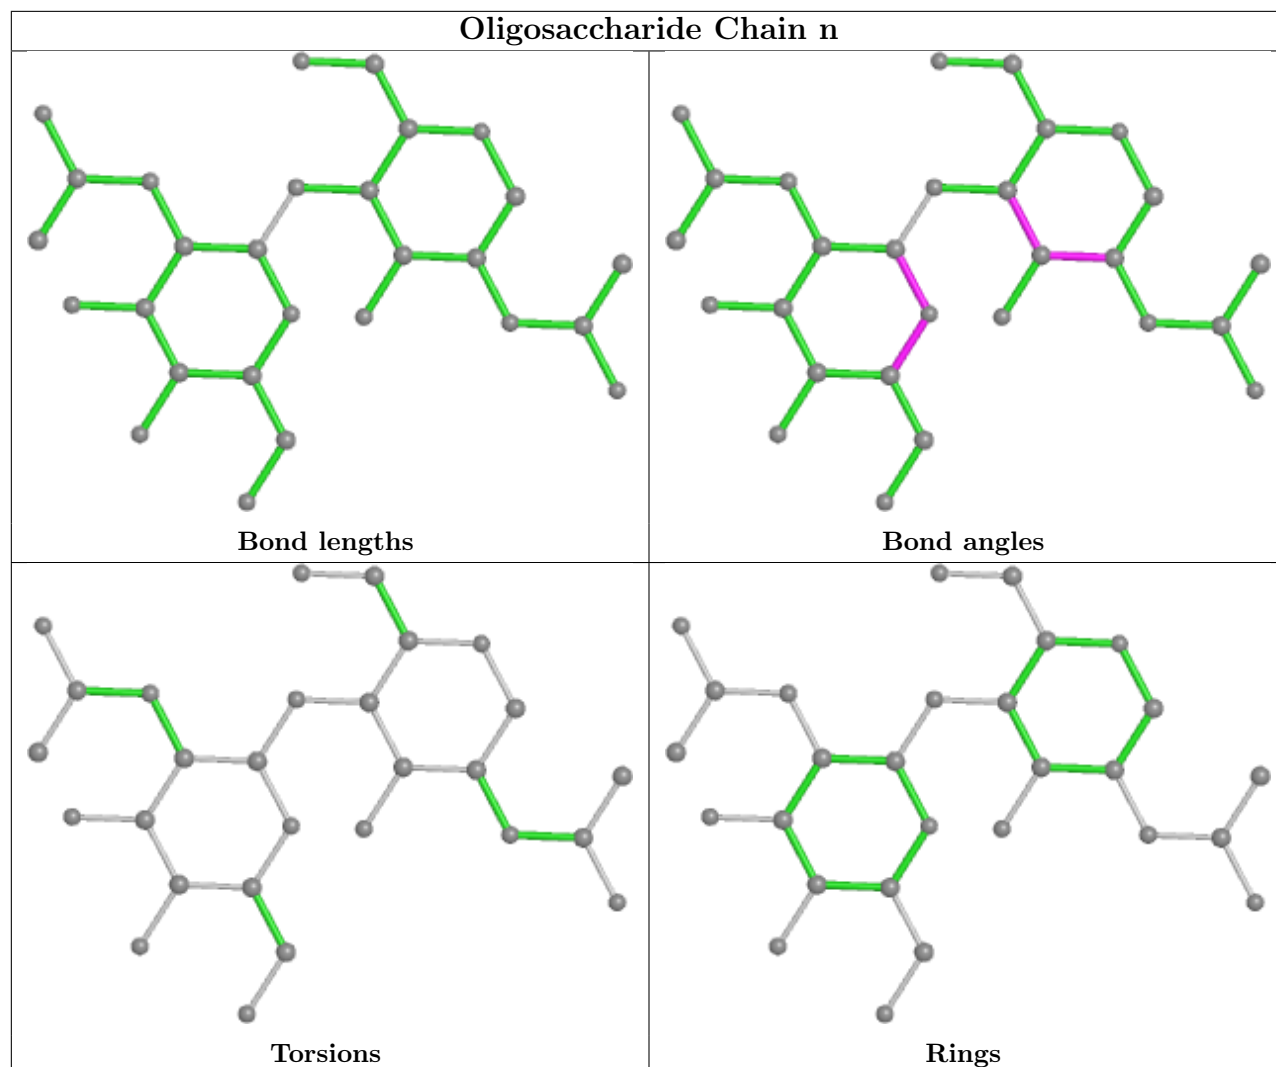 Oligosaccharide Chain n
Bond lengths
Bond angles
Torsions
Rings